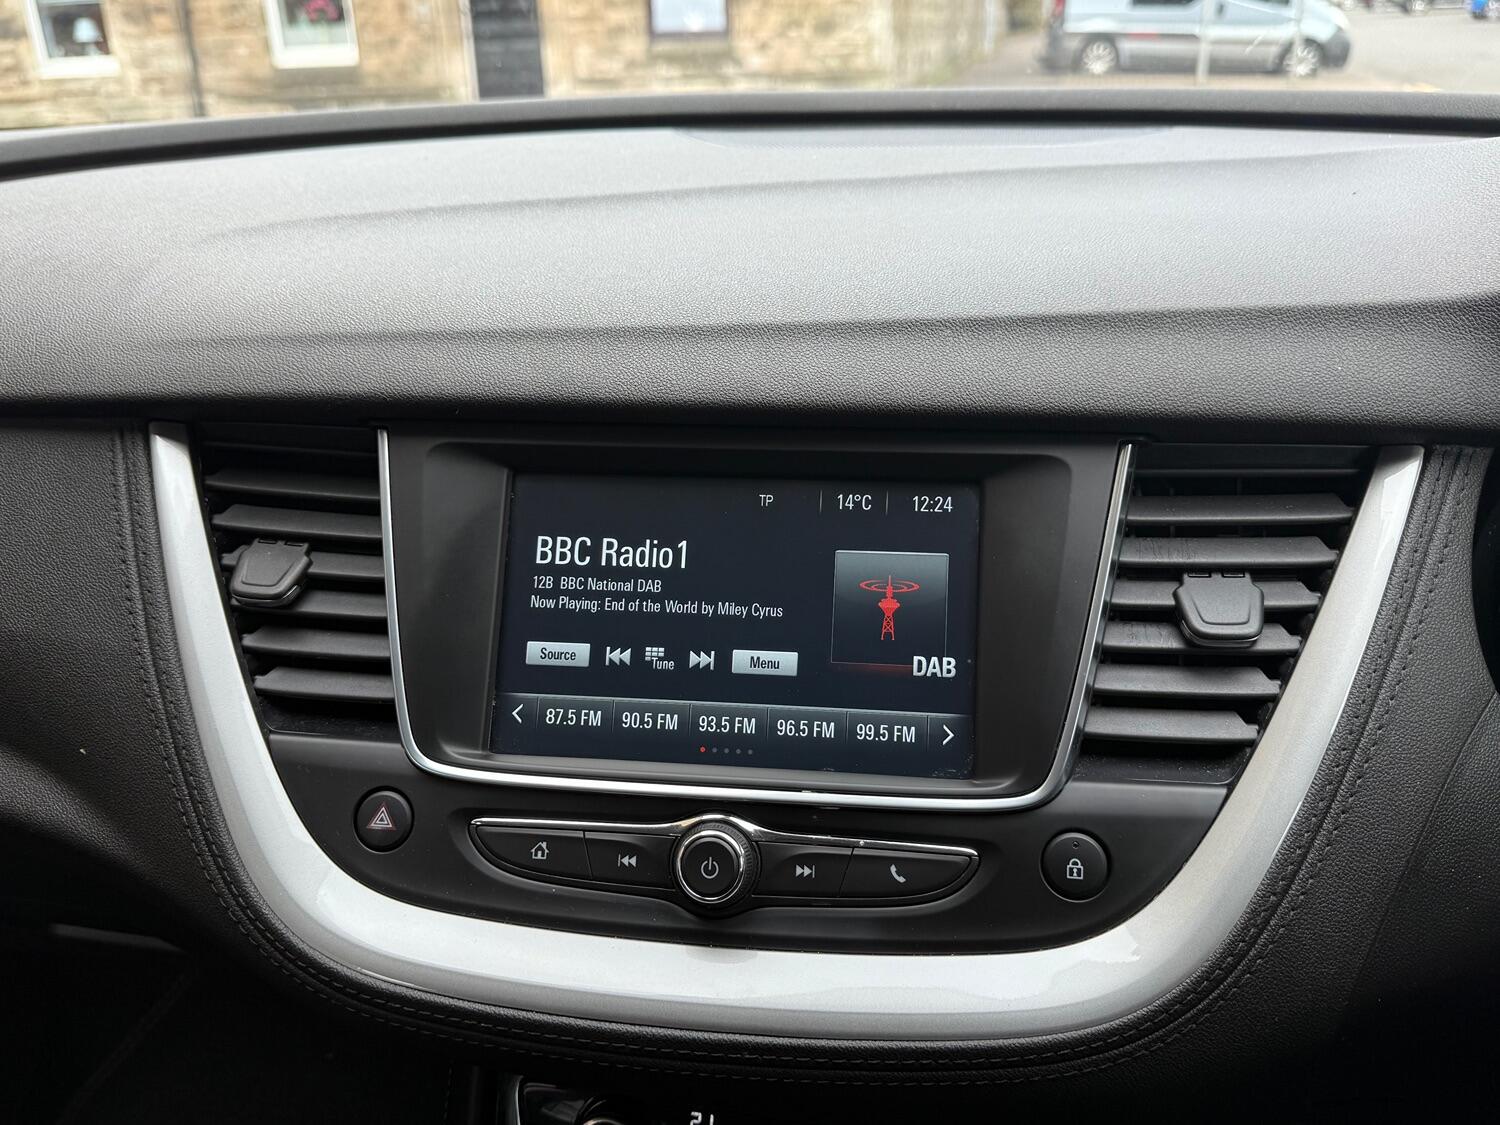 TP 14°C 12:24
BBC Radio1
12B BBC National DAB
Now Playing: End of the World by Miley Cyrus
Source Tune Menu
DAB
87.5 FM 90.5 FM 93.5 FM 96.5 FM 99.5 FM